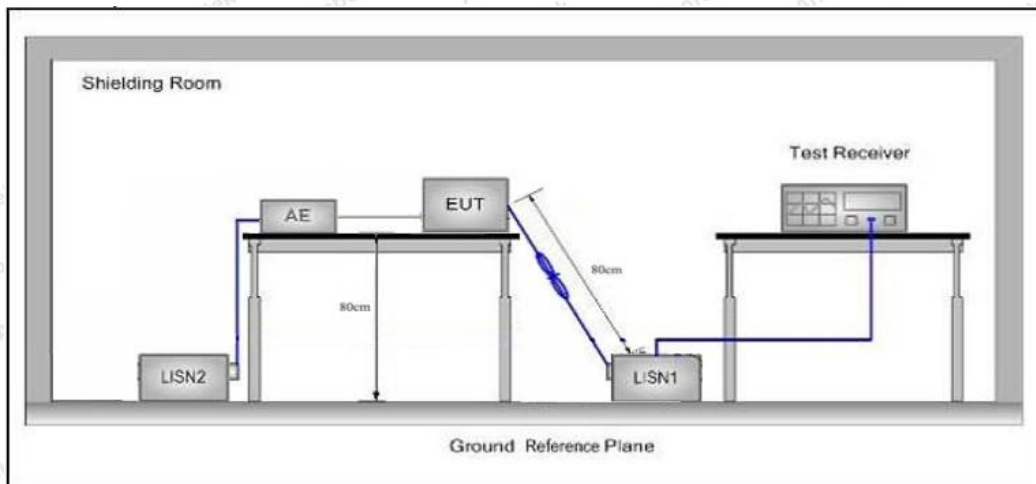 Shielding Room
Test Receiver
AE
EUT
80cm
80cm
LISN2
LISN1
Ground Reference Plane